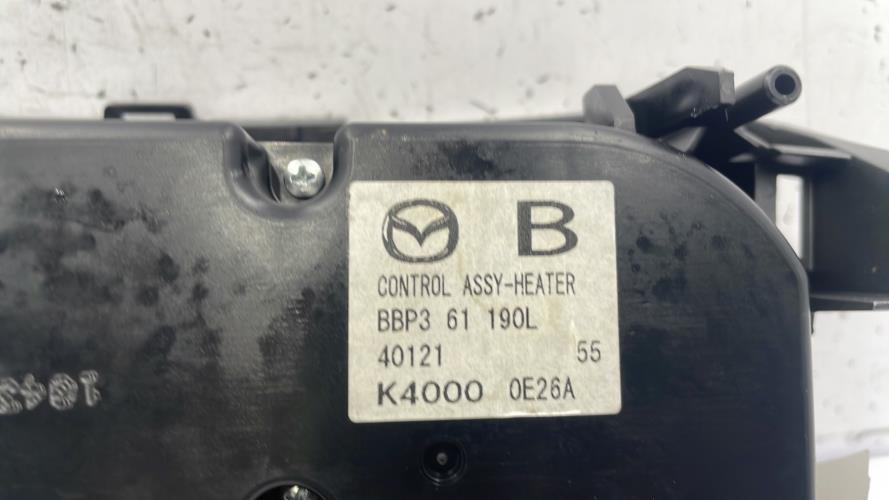 B
CONTROL ASSY-HEATER
BBP3 61 190L
40121 55
K4000 0E26A